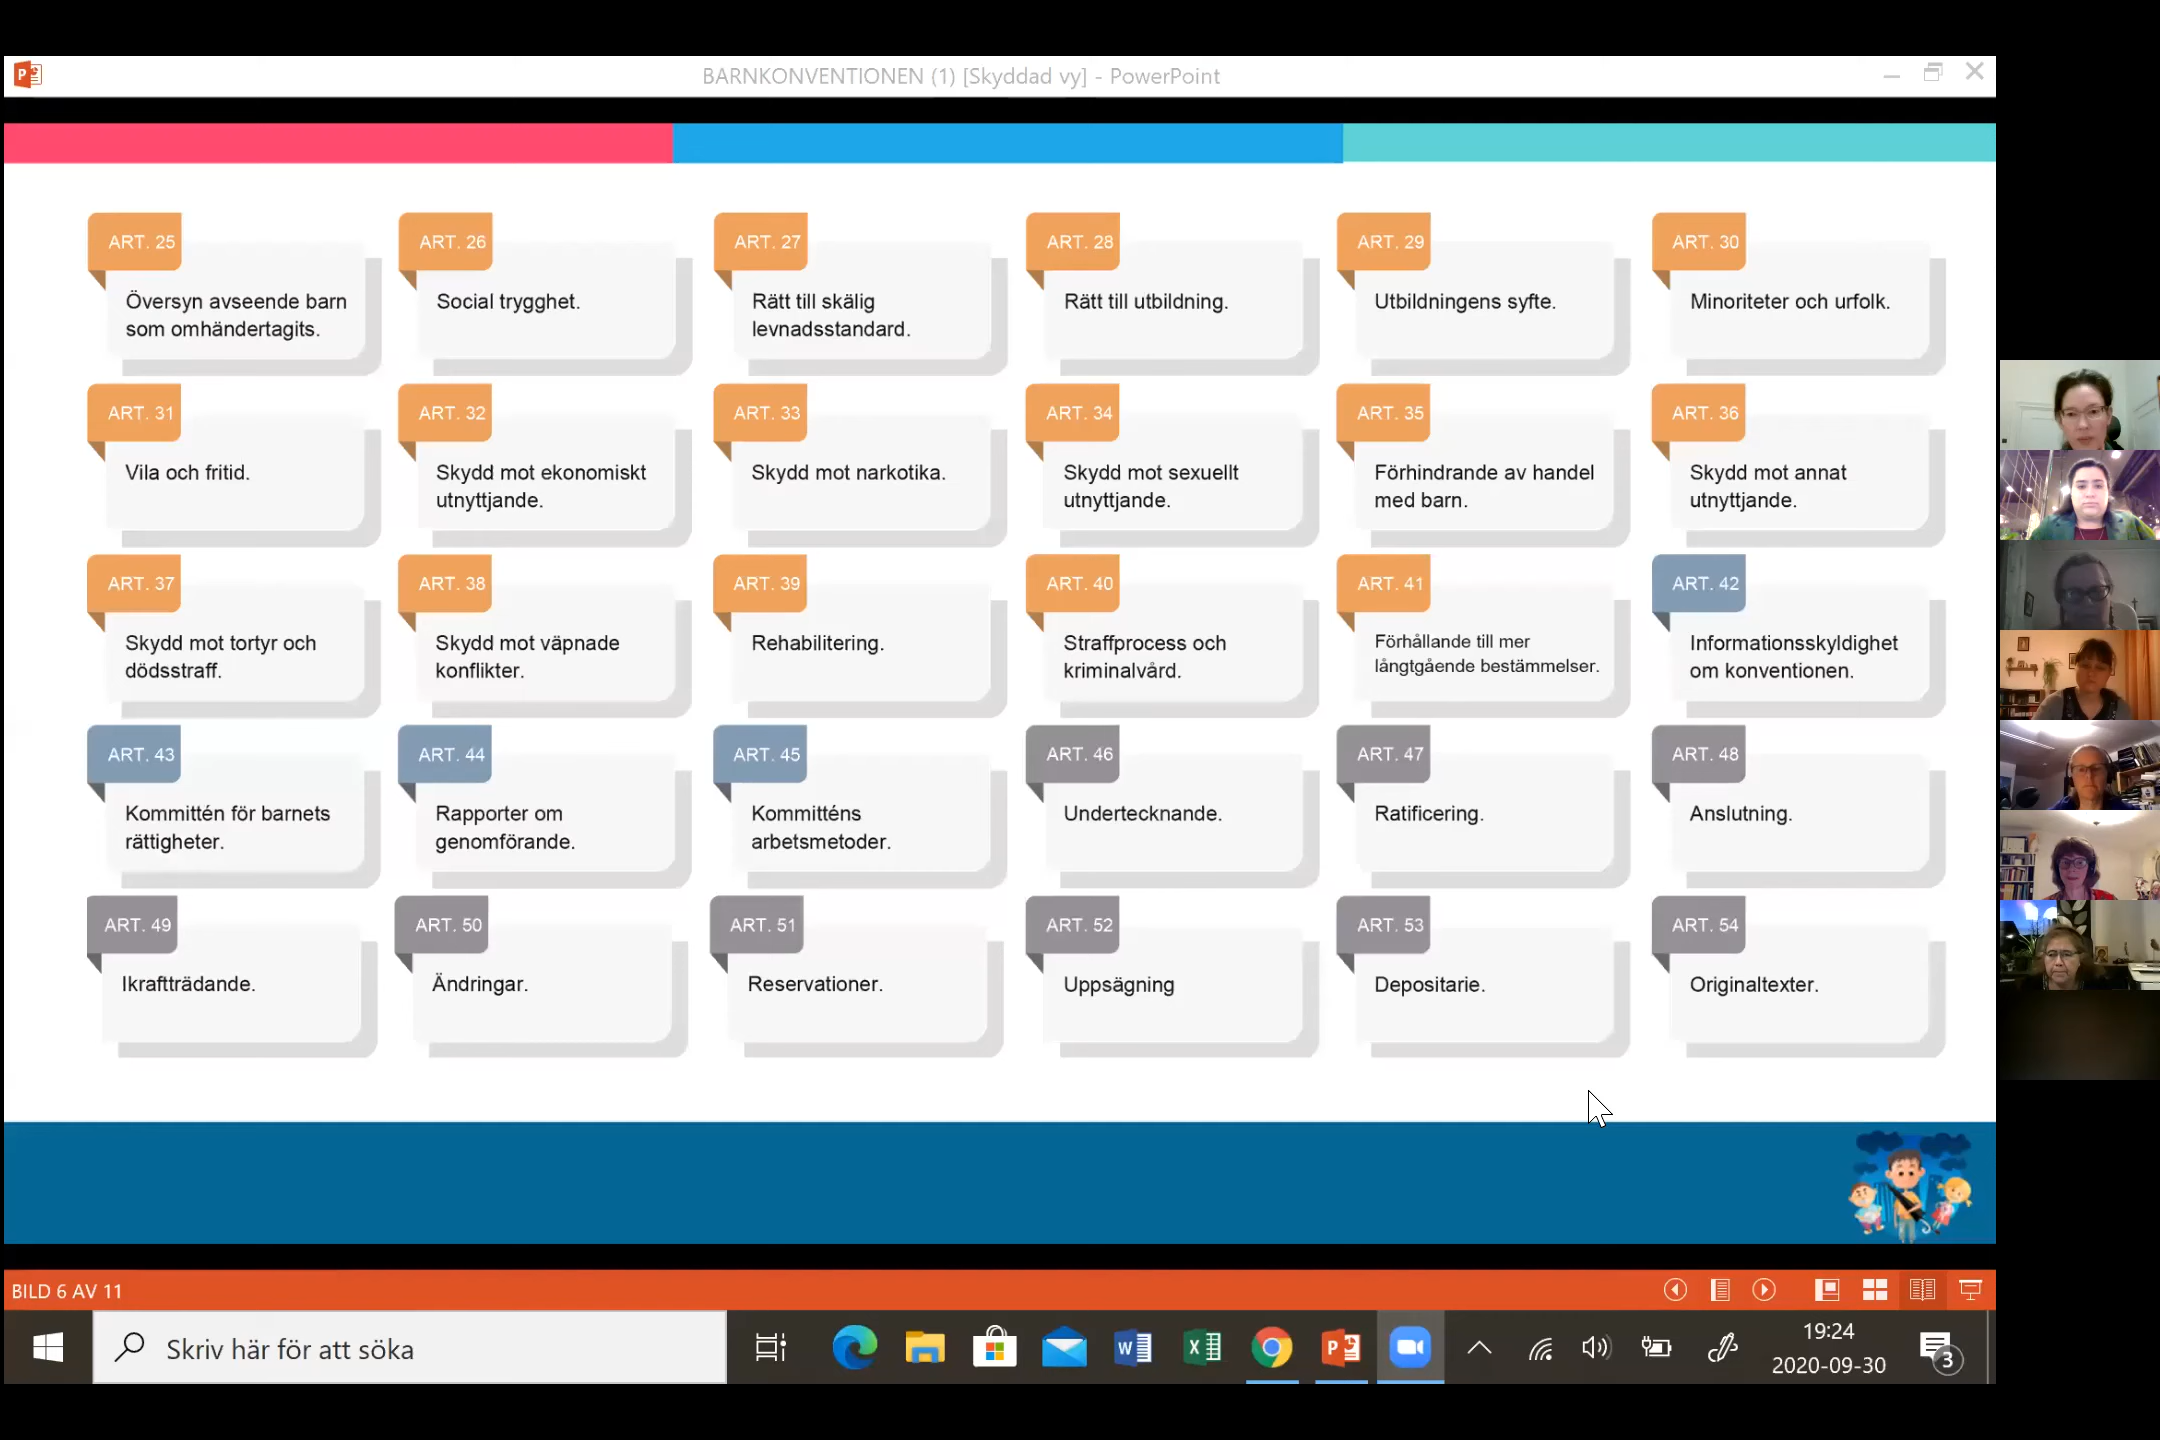 BARNKONVENTIONEN (1) [Skyddad vy] - PowerPoint
ART. 25
Översyn avseende barn
som omhändertagits.
ART. 26
Social trygghet.
ART. 27
Rätt till skälig
levnadsstandard.
ART. 28
Rätt till utbildning.
ART. 29
Utbildningens syfte.
ART. 30
Minoriteter och urfolk.
ART. 31
Vila och fritid.
ART. 32
Skydd mot ekonomiskt
utnyttjande.
ART. 33
Skydd mot narkotika.
ART. 34
Skydd mot sexuellt
utnyttjande.
ART. 35
Förhindrande av handel
med barn.
ART. 36
Skydd mot annat
utnyttjande.
ART. 37
Skydd mot tortyr och
dödsstraff.
ART. 38
Skydd mot väpnade
konflikter.
ART. 39
Rehabilitering.
ART. 40
Straffprocess och
kriminalvård.
ART. 41
Förhållande till mer
långtgående bestämmelser.
ART. 42
Informationsskyldighet
om konventionen.
ART. 43
Kommittén för barnets
rättigheter.
ART. 44
Rapporter om
genomförande.
ART. 45
Kommitténs
arbetsmetoder.
ART. 46
Undertecknande.
ART. 47
Ratificering.
ART. 48
Anslutning.
ART. 49
Ikraftträdande.
ART. 50
Ändringar.
ART. 51
Reservationer.
ART. 52
Uppsägning
ART. 53
Depositarie.
ART. 54
Originaltexter.
BILD 6 AV 11
Skriv här för att söka
19:24
2020-09-30
3